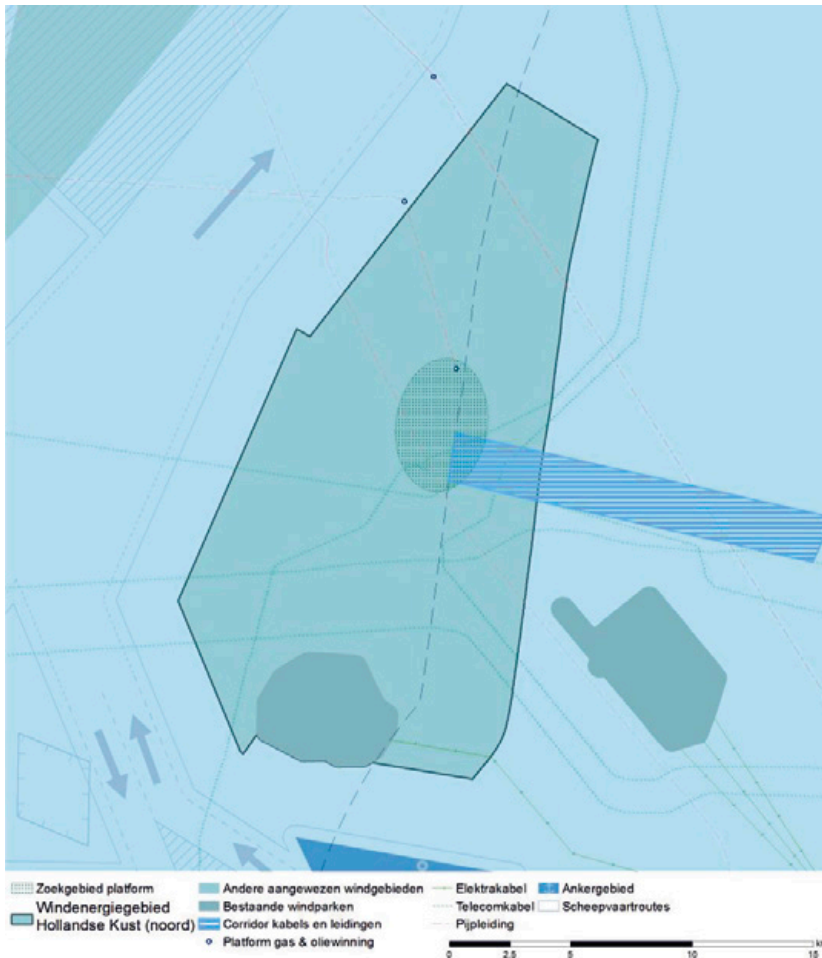 Zoekgebied platform
Windenergiegebied
Hollandse Kust (noord)
Andere aangewezen windgebieden
Bestaande windparken
Corridor kabels en leidingen
Platform gas & oliewinning
Elektrakabel
Telecomkabel
Pijpleiding
Ankergebied
Scheepvaartroutes
0 2.5 5 10 15